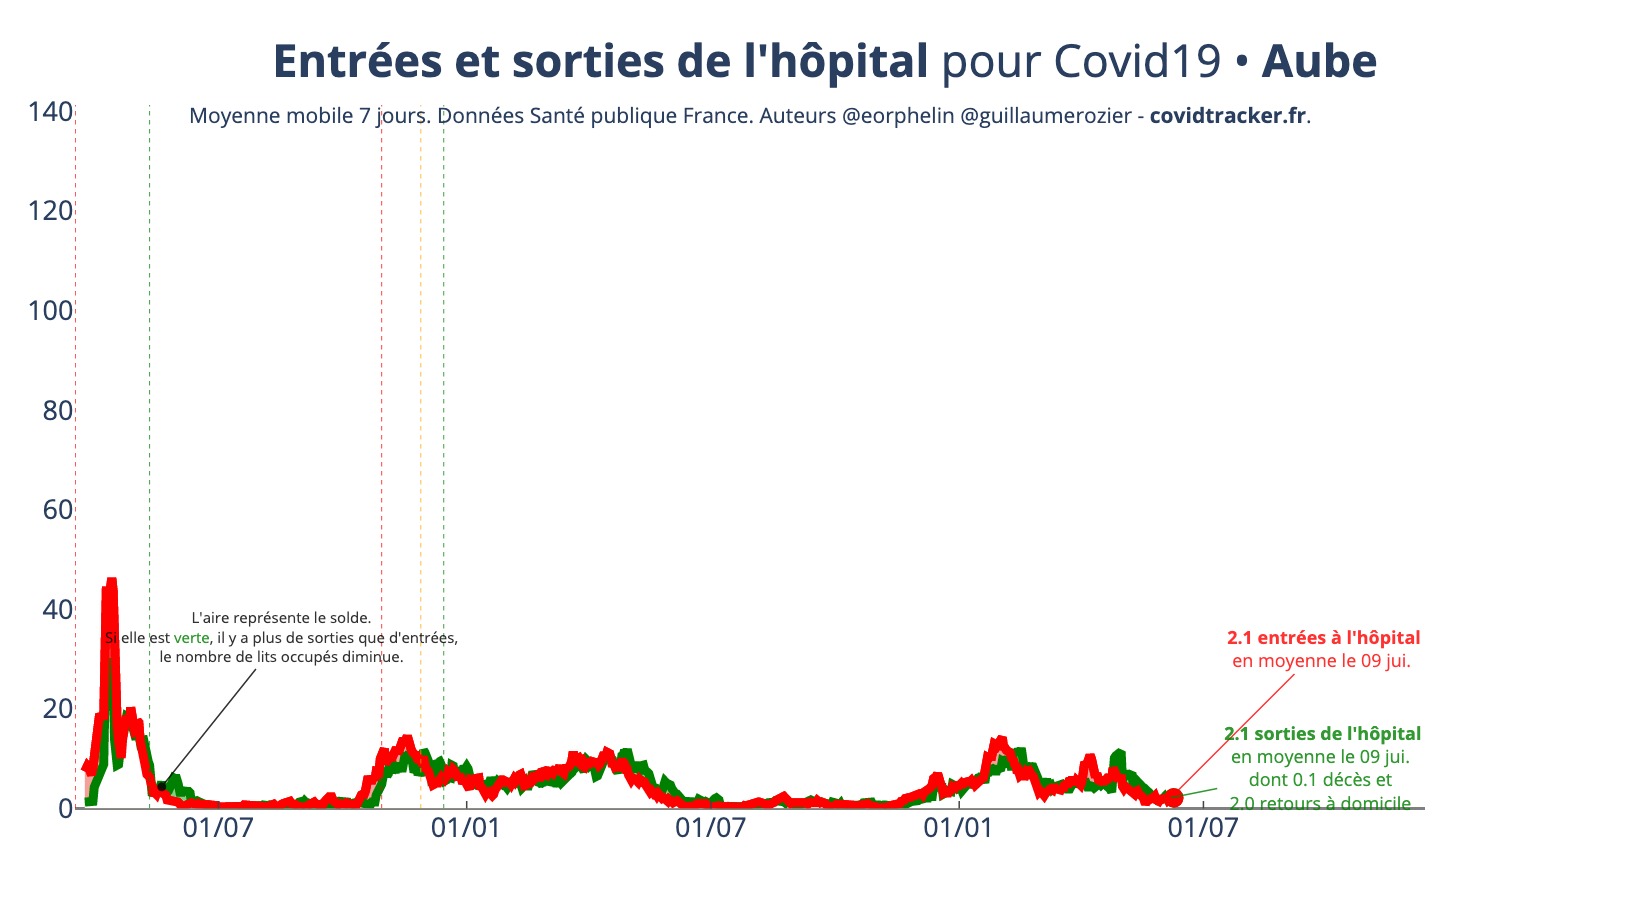 Entrées et sorties de l'hôpital pour Covid19 • Aube
Moyenne mobile 7 jours. Données Santé publique France. Auteurs @eorphelin @guillaumerozier - covidtracker.fr.
140
120
100
80
60
40
20
0
L'aire représente le solde.
Si elle est verte, il y a plus de sorties que d'entrées,
le nombre de lits occupés diminue.
2.1 entrées à l'hôpital
en moyenne le 09 jui.
2.1 sorties de l'hôpital
en moyenne le 09 jui.
dont 0.1 décès et
2.0 retours à domicile
01/07
01/01
01/07
01/01
01/07